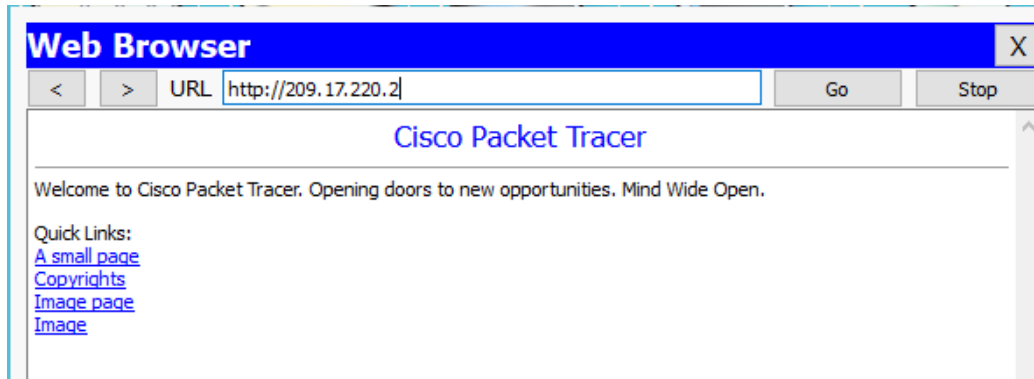 Web Browser X
< > URL http://209.17.220.2 Go Stop
Cisco Packet Tracer
Welcome to Cisco Packet Tracer. Opening doors to new opportunities. Mind Wide Open.
Quick Links:
A small page
Copyrights
Image page
Image